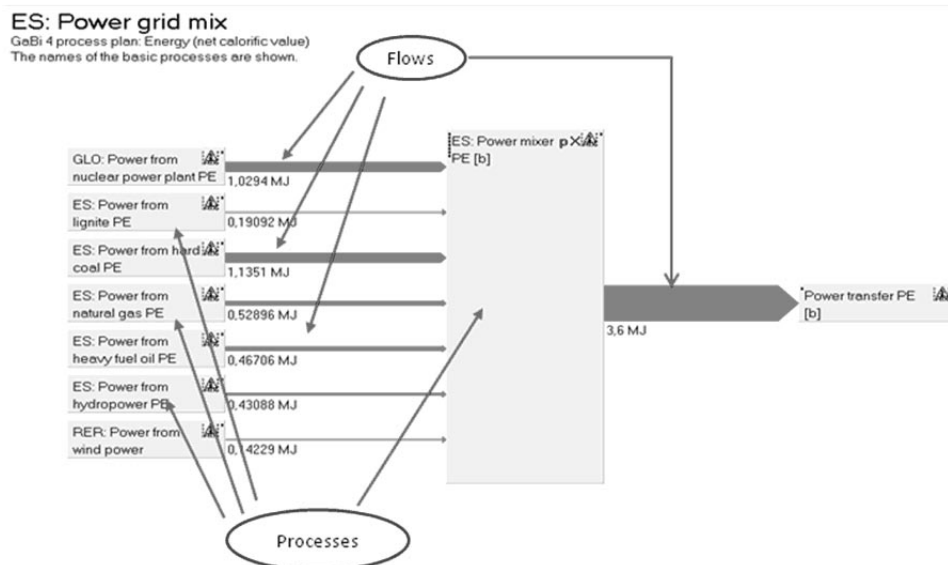 ES: Power grid mix
GaBi 4 process plan: Energy (net calorific value)
The names of the basic processes are shown.
Flows
GLO: Power from
nuclear power plant PE
1,0294 MJ
ES: Power from
lignite PE
0,19092 MJ
ES: Power from hard
coal PE
1,1351 MJ
ES: Power from
natural gas PE
0,52896 MJ
ES: Power from
heavy fuel oil PE
0,46706 MJ
ES: Power from
hydropower PE
0,43088 MJ
RER: Power from
wind power
0,14229 MJ
ES: Power mixer pX
PE [b]
3,6 MJ
Power transfer PE
[b]
Processes